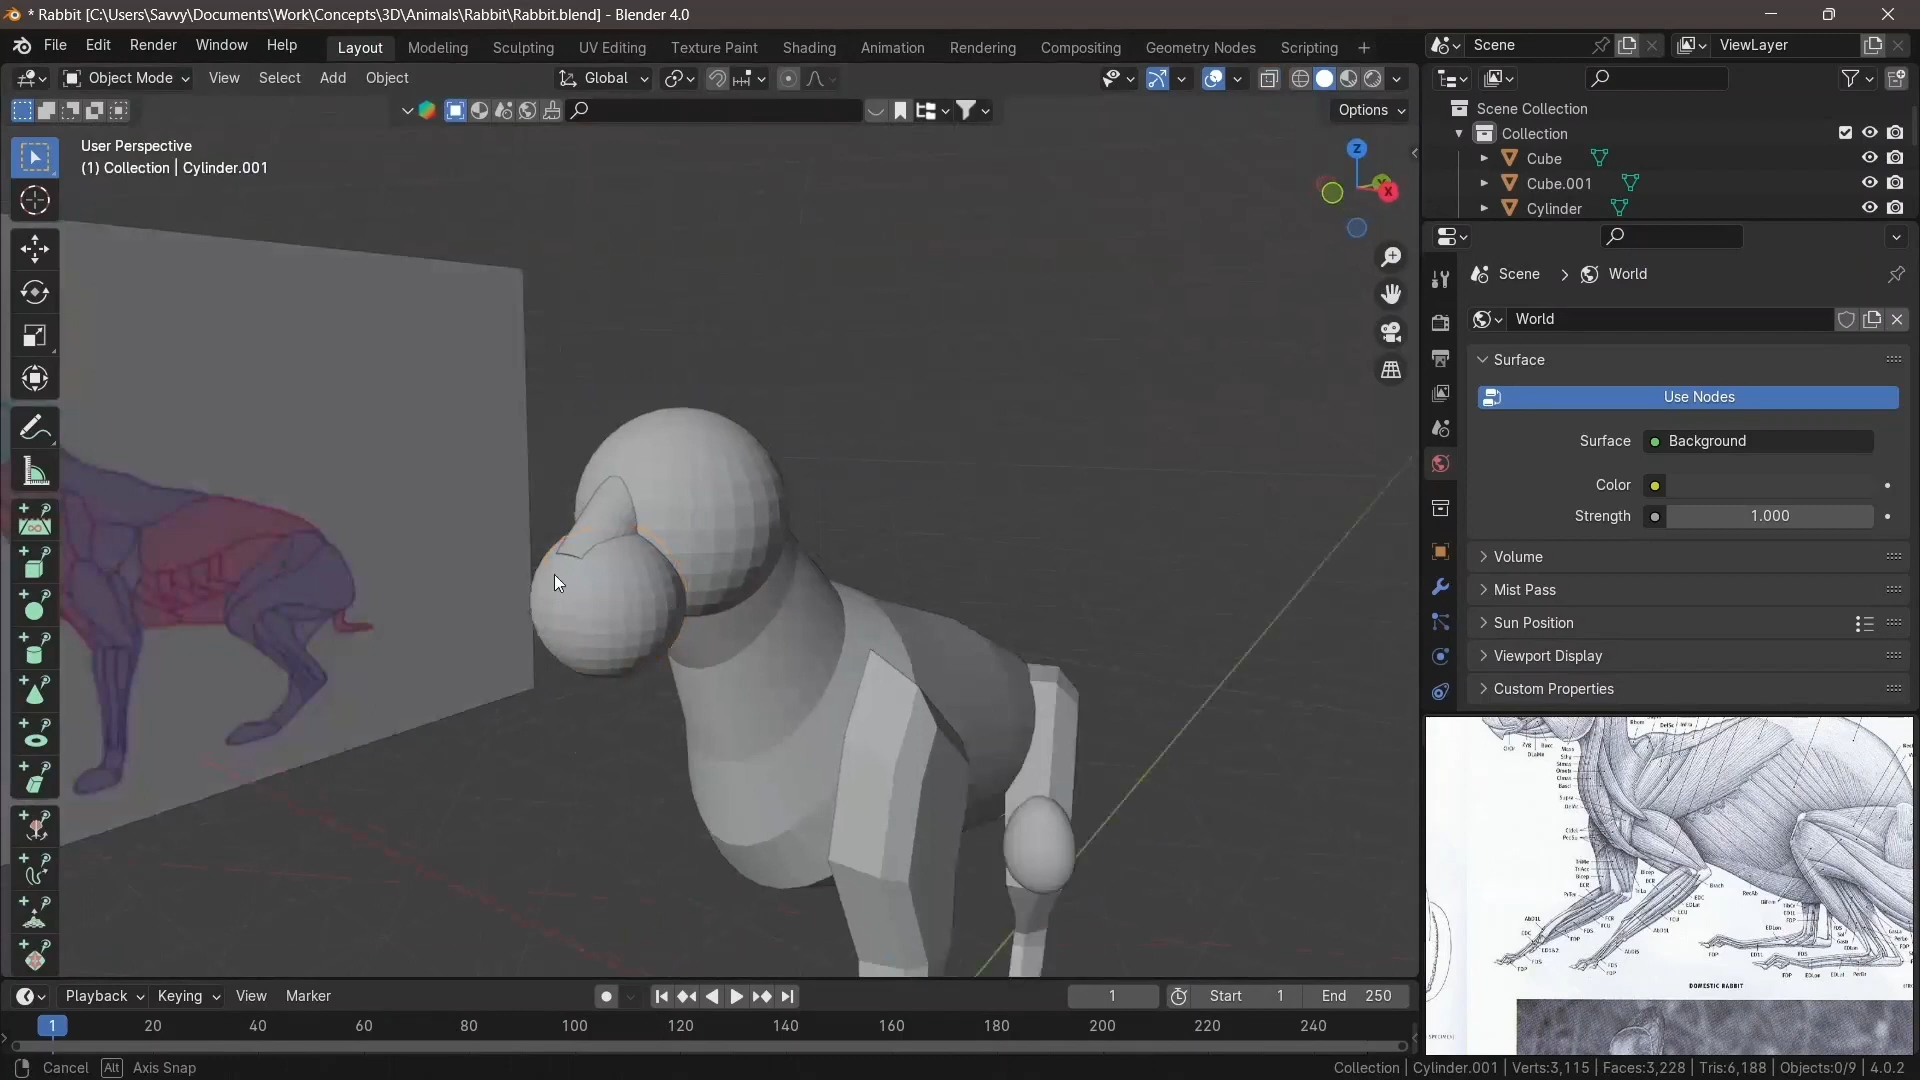 * Rabbit [C:\Users\Savvy\Documents\Work\Concepts\3D\Animals\Rabbit\Rabbit.blend] - Blender 4.0
File Edit Render Window Help
Layout Modeling Sculpting UV Editing Texture Paint Shading Animation Rendering Compositing Geometry Nodes Scripting +
Scene
ViewLayer
Object Mode View Select Add Object
Global
Options
User Perspective
(1) Collection | Cylinder.001
Z
X
Scene Collection
Collection
Cube
Cube.001
Cylinder
Scene > World
World
Surface
Use Nodes
Surface Background
Color
Strength 1.000
Volume
Mist Pass
Sun Position
Viewport Display
Custom Properties
DOMESTIC RABBIT
Playback Keying View Marker
1
Start 1
End 250
1 20 40 60 80 100 120 140 160 180 200 220 240
Cancel Alt Axis Snap
Collection | Cylinder.001 | Verts:3,115 | Faces:3,228 | Tris:6,188 | Objects:0/9 | 4.0.2